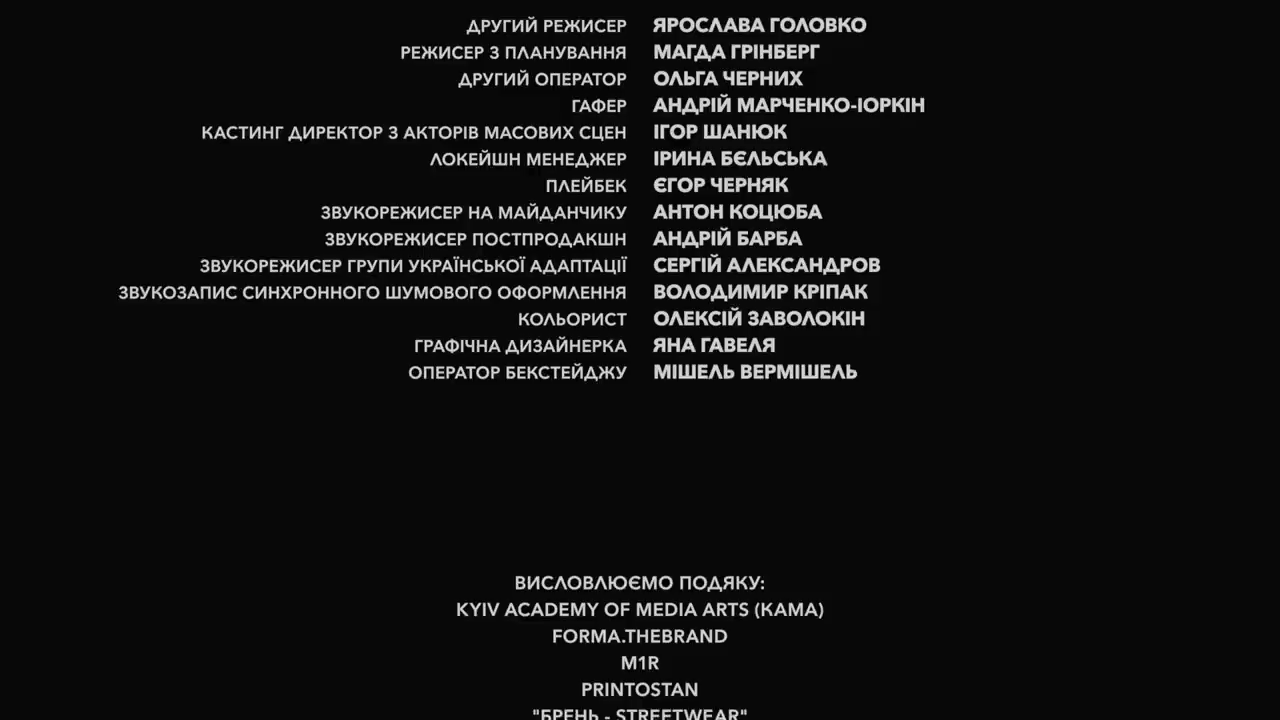 ДРУГИЙ РЕЖИСЕР ЯРОСЛАВА ГОЛОВКО
РЕЖИСЕР З ПЛАНУВАННЯ МАГДА ГРІНБЕРГ
ДРУГИЙ ОПЕРАТОР ОЛЬГА ЧЕРНИХ
ГАФЕР АНДРІЙ МАРЧЕНКО-ІОРКІН
КАСТИНГ ДИРЕКТОР З АКТОРІВ МАСОВИХ СЦЕН ІГОР ШАНЮК
ЛОКЕЙШН МЕНЕДЖЕР ІРИНА БЄЛЬСЬКА
ПЛЕЙБЕК ЄГОР ЧЕРНЯК
ЗВУКОРЕЖИСЕР НА МАЙДАНЧИКУ АНТОН КОЦЮБА
ЗВУКОРЕЖИСЕР ПОСТПРОДАКШН АНДРІЙ БАРБА
ЗВУКОРЕЖИСЕР ГРУПИ УКРАЇНСЬКОЇ АДАПТАЦІЇ СЕРГІЙ АЛЕКСАНДРОВ
ЗВУКОЗАПИС СИНХРОННОГО ШУМОВОГО ОФОРМЛЕННЯ ВОЛОДИМИР КРІПАК
КОЛЬОРИСТ ОЛЕКСІЙ ЗАВОЛОКІН
ГРАФІЧНА ДИЗАЙНЕРКА ЯНА ГАВЕЛЯ
ОПЕРАТОР БЕКСТЕЙДЖУ МІШЕЛЬ ВЕРМІШЕЛЬ
ВИСЛОВЛЮЄМО ПОДЯКУ:
KYIV ACADEMY OF MEDIA ARTS (КАМА)
FORMA.THEBRAND
M1R
PRINTOSTAN
"БРЕНЬ - STREETWEAR"